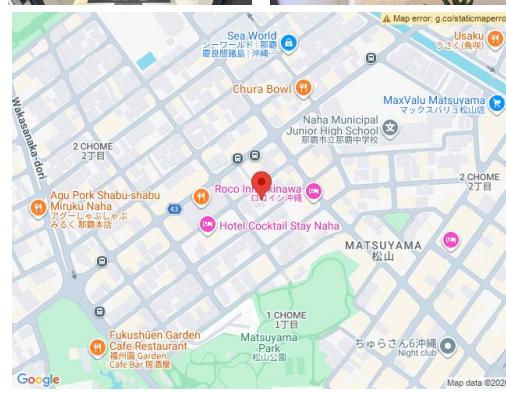 Map error: g.co/staticmaperro
Sea World
シーワールド | 那覇
慶良間諸島 | 沖縄…
Usaku
うさく(魚咲)
Chura Bowl
MaxValu Matsuyama
マックスバリュ松山店
Naha Municipal
Junior High School
那覇市立那覇中学校
Wakasanaka-dori
2 CHOME
2丁目
2 CHOME
2丁目
Agu Pork Shabu-shabu
Miruku Naha
アグーしゃぶしゃぶ
みるく 那覇本店
Roco Inn Okinawa
ロコイン沖縄
43
Hotel Cocktail Stay Naha
MATSUYAMA
松山
1 CHOME
1丁目
Matsuyama
Park
松山公園
Fukushūen Garden
Cafe Restaurant
福州園 Garden
Cafe Bar 居酒屋
ちゅらさん6沖縄
Night club
Google
Map data ©2026